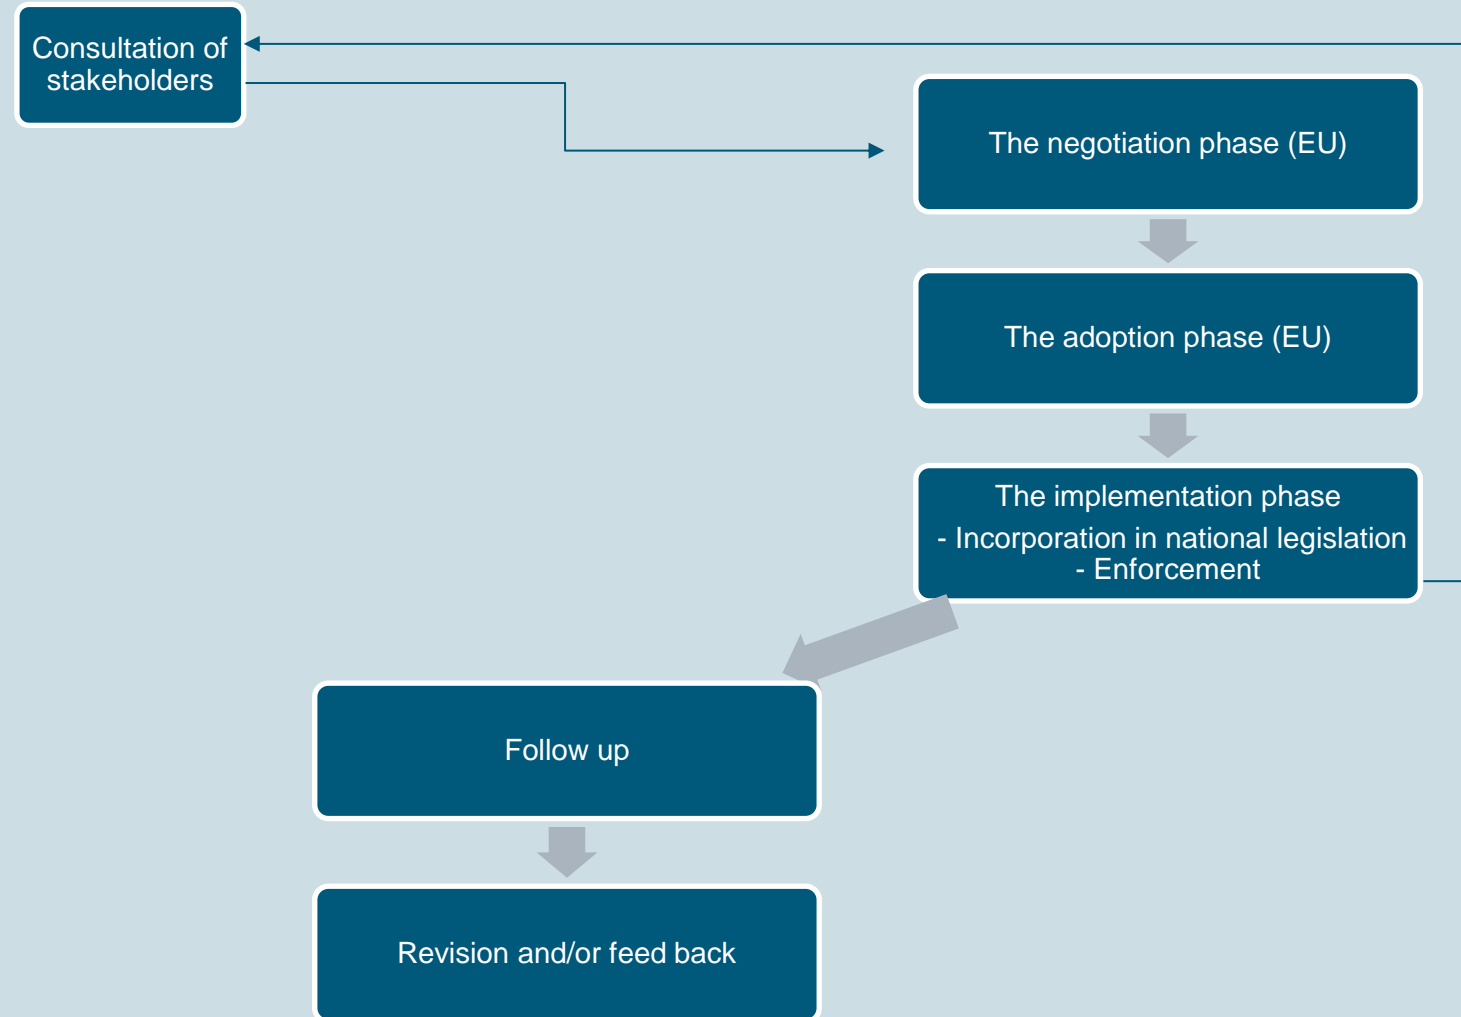 Consultation of
stakeholders
The negotiation phase (EU)
The adoption phase (EU)
The implementation phase
- Incorporation in national legislation
- Enforcement
Follow up
Revision and/or feed back